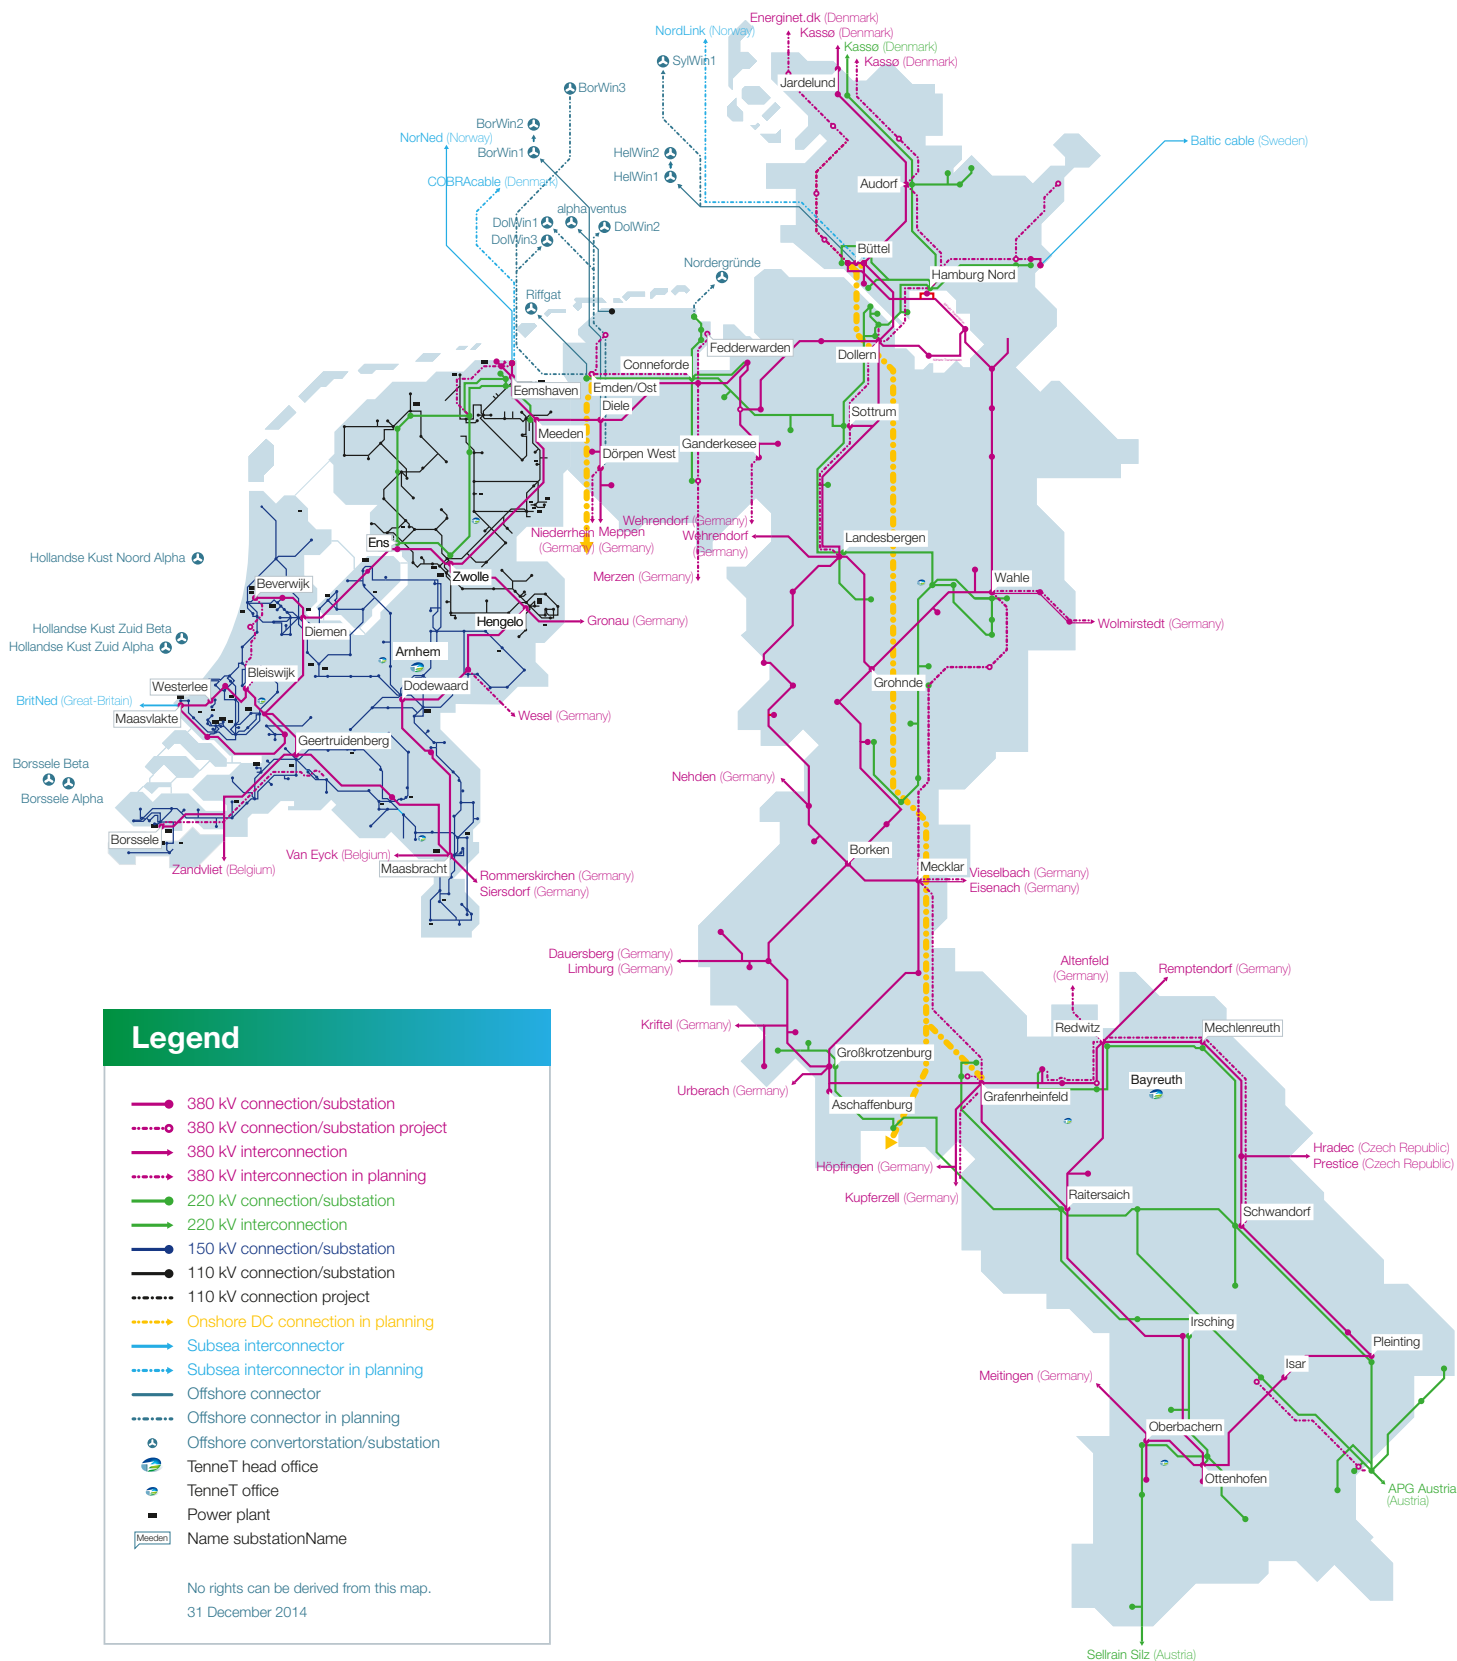 Energinet.dk (Denmark)
Kassø (Denmark)
NordLink (Norway)
Kassø (Denmark)
SylWin1
Kassø (Denmark)
Jardelund
BorWin3
BorWin2
NorNed (Norway)
BorWin1
HelWin2
HelWin1
Baltic cable (Sweden)
COBRAcable (Denmark)
Audorf
alpha ventus
DolWin1
DolWin2
DolWin3
Büttel
Nordergründe
Hamburg Nord
Riffgat
Fedderwarden
Dollern
Conneforde
Eemshaven
Emden/Ost
Diele
Sottrum
Meeden
Ganderkesee
Dörpen West
Wehrendorf (Germany)
Niederrhein Meppen
(Germany) (Germany)
Wehrendorf
(Germany)
Landesbergen
Ens
Hollandse Kust Noord Alpha
Zwolle
Merzen (Germany)
Wahle
Beverwijk
Hengelo
Gronau (Germany)
Wolmirstedt (Germany)
Hollandse Kust Zuid Beta
Diemen
Hollandse Kust Zuid Alpha
Arnhem
Bleiswijk
Grohnde
Westerlee
Dodewaard
BritNed (Great-Britain)
Maasvlakte
Wesel (Germany)
Geertruidenberg
Borssele Beta
Nehden (Germany)
Borssele Alpha
Borssele
Borken
Van Eyck (Belgium)
Zandvliet (Belgium)
Maasbracht
Mecklar
Vieselbach (Germany)
Rommerskirchen (Germany)
Eisenach (Germany)
Siersdorf (Germany)
Dauersberg (Germany)
Limburg (Germany)
Altenfeld
(Germany)
Remptendorf (Germany)
Kriftel (Germany)
Redwitz
Mechlenreuth
Großkrotzenburg
Bayreuth
Urberach (Germany)
Grafenrheinfeld
Aschaffenburg
Hradec (Czech Republic)
Prestice (Czech Republic)
Höpfingen (Germany)
Kupferzell (Germany)
Raitersaich
Schwandorf
Irsching
Pleinting
Isar
Meitingen (Germany)
Oberbachern
Ottenhofen
APG Austria
(Austria)
Sellrain Silz (Austria)
Legend
380 kV connection/substation
380 kV connection/substation project
380 kV interconnection
380 kV interconnection in planning
220 kV connection/substation
220 kV interconnection
150 kV connection/substation
110 kV connection/substation
110 kV connection project
Onshore DC connection in planning
Subsea interconnector
Subsea interconnector in planning
Offshore connector
Offshore connector in planning
Offshore convertorstation/substation
TenneT head office
TenneT office
Power plant
Meeden Name substationName
No rights can be derived from this map.
31 December 2014